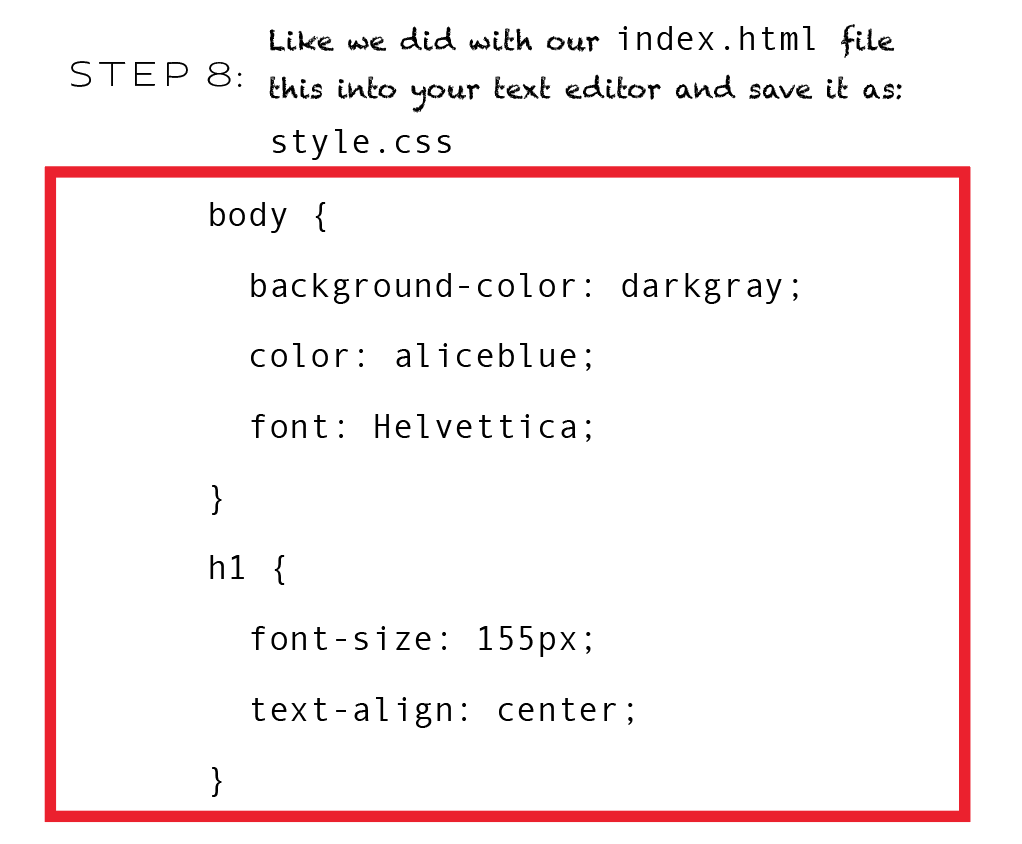 Like we did with our index.html file
STEP 8: this into your text editor and save it as:
style.css
body {
  background-color: darkgray;
  color: aliceblue;
  font: Helvettica;
}
h1 {
  font-size: 155px;
  text-align: center;
}